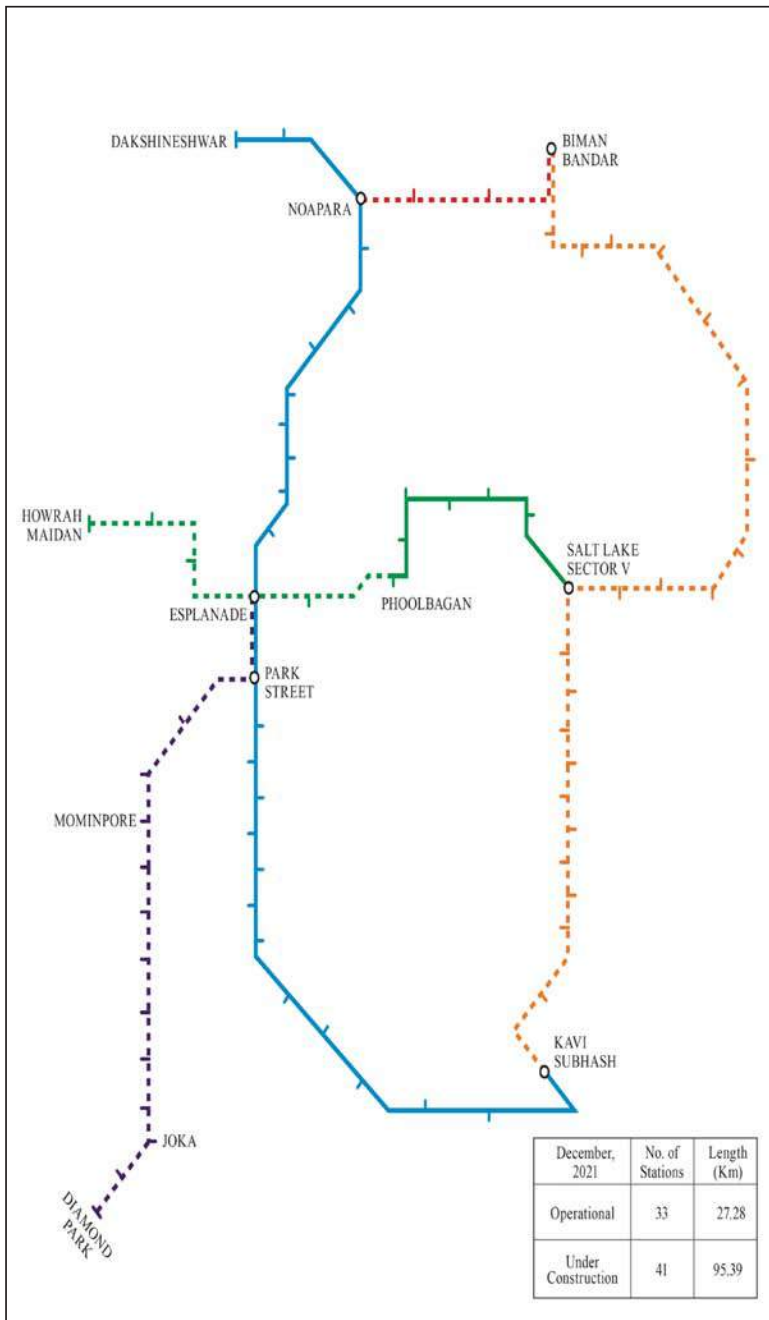 DAKSHINESHWAR
BIMAN
BANDAR
NOAPARA
HOWRAH
MAIDAN
SALT LAKE
SECTOR V
ESPLANADE
PHOOLBAGAN
PARK
STREET
MOMINPORE
KAVI
SUBHASH
JOKA
DIAMOND
PARK
December, 2021 No. of Stations Length (Km)
Operational 33 27.28
Under Construction 41 95.39